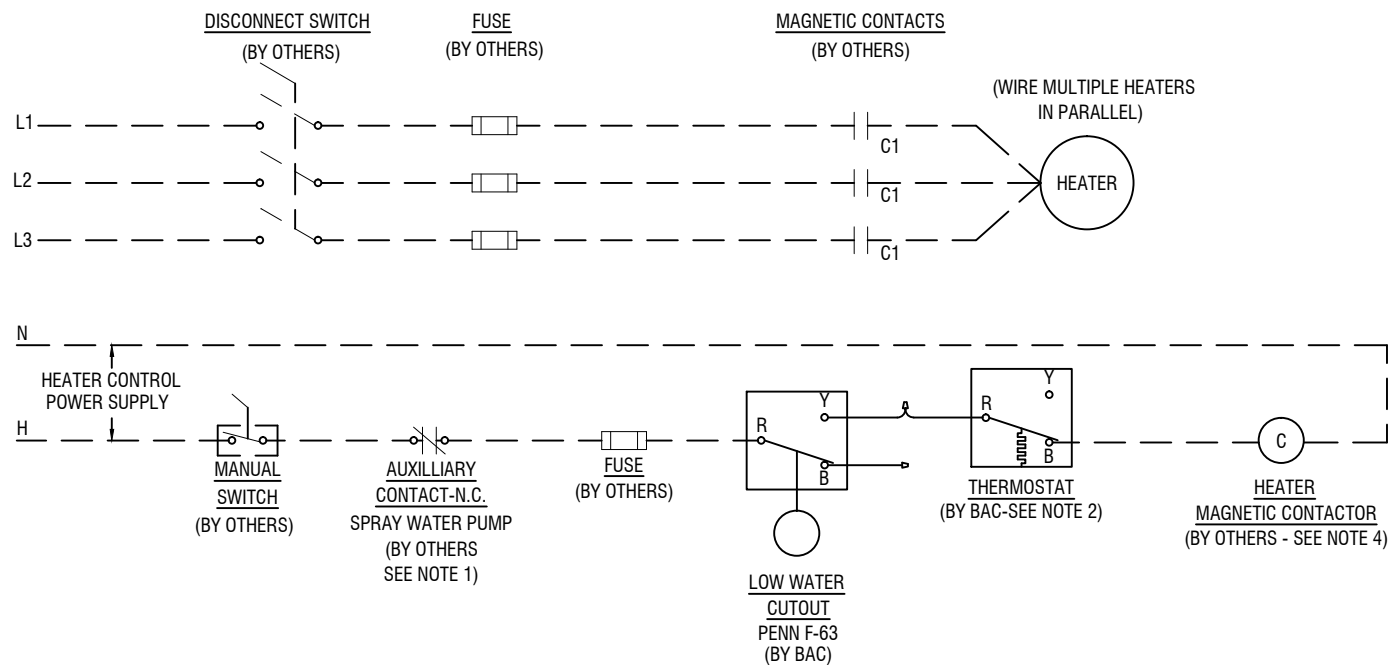 DISCONNECT SWITCH
(BY OTHERS)
FUSE
(BY OTHERS)
MAGNETIC CONTACTS
(BY OTHERS)
(WIRE MULTIPLE HEATERS
IN PARALLEL)
L1
C1
L2
C1
HEATER
L3
C1
N
HEATER CONTROL
POWER SUPPLY
H
MANUAL
SWITCH
(BY OTHERS)
AUXILLIARY
CONTACT-N.C.
SPRAY WATER PUMP
(BY OTHERS
SEE NOTE 1)
FUSE
(BY OTHERS)
R
Y
B
LOW WATER
CUTOUT
PENN F-63
(BY BAC)
R
Y
B
THERMOSTAT
(BY BAC-SEE NOTE 2)
C
HEATER
MAGNETIC CONTACTOR
(BY OTHERS - SEE NOTE 4)